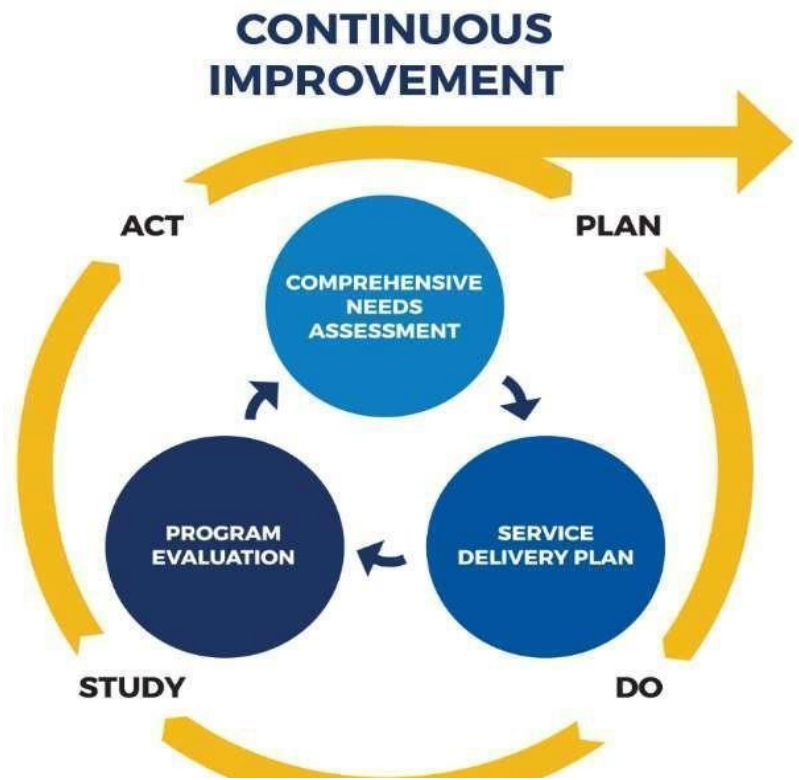 CONTINUOUS
IMPROVEMENT
ACT
PLAN
COMPREHENSIVE
NEEDS
ASSESSMENT
PROGRAM
EVALUATION
SERVICE
DELIVERY PLAN
STUDY
DO